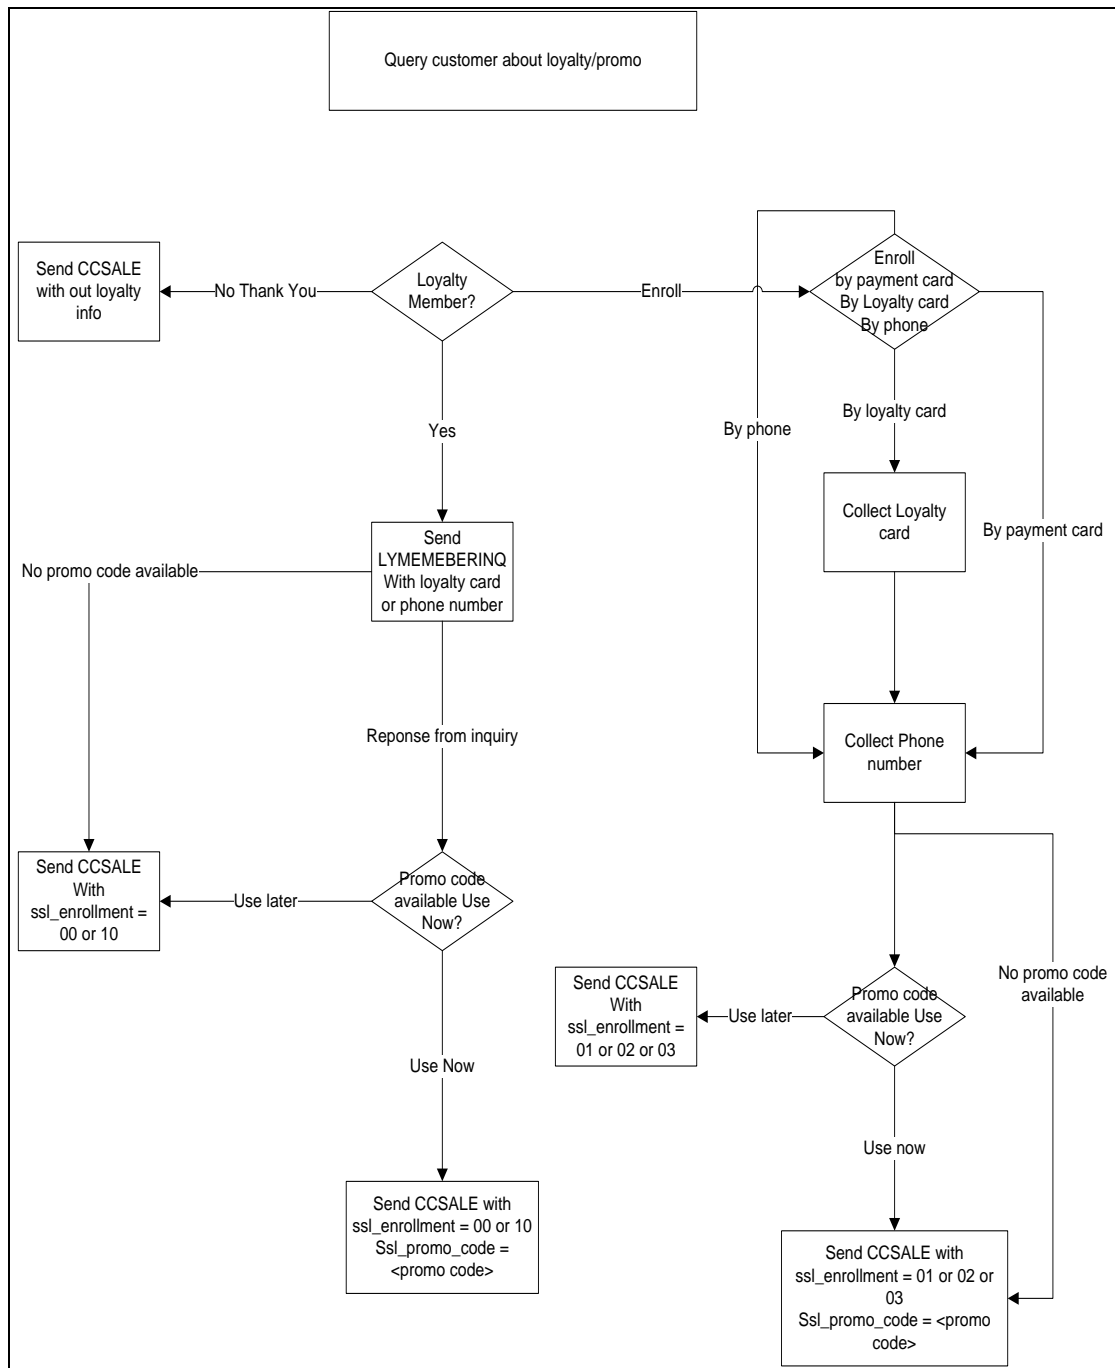 Query customer about loyalty/promo
Send CCSALE
with out loyalty
info
No Thank You
Loyalty
Member?
Enroll
Enroll
by payment card
By Loyalty card
By phone
By phone
By loyalty card
By payment card
Yes
Collect Loyalty
card
Send
LYMEMEBERINQ
With loyalty card
or phone number
No promo code available
Reponse from inquiry
Collect Phone
number
Send CCSALE
With
ssl_enrollment =
00 or 10
Use later
Promo code
available Use
Now?
No promo code
available
Send CCSALE
With
ssl_enrollment =
01 or 02 or 03
Use later
Promo code
available Use
Now?
Use Now
Use now
Send CCSALE with
ssl_enrollment = 00 or 10
Ssl_promo_code =
<promo code>
Send CCSALE with
ssl_enrollment = 01 or 02 or
03
Ssl_promo_code = <promo
code>